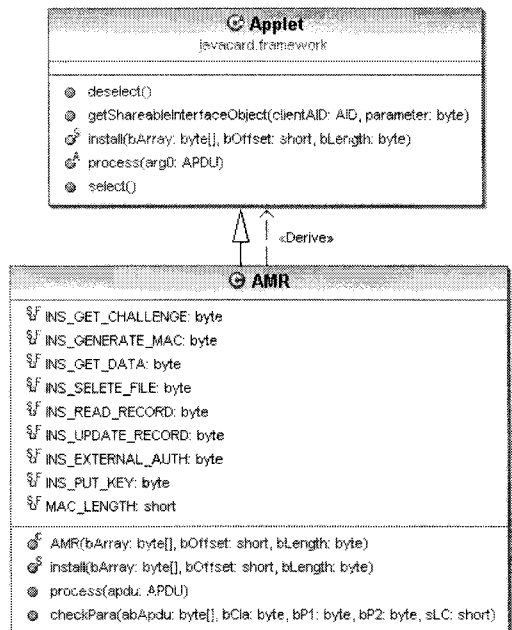 Applet
javacard.framework
deselect()
getShareableInterfaceObject(clientAID: AID, parameter: byte)
install(bArray: byte[], bOffset: short, bLength: byte)
process(arg0: APDU)
select()
«Derive»
AMR
INS_GET_CHALLENGE: byte
INS_GENERATE_MAC: byte
INS_GET_DATA: byte
INS_SELETE_FILE: byte
INS_READ_RECORD: byte
INS_UPDATE_RECORD: byte
INS_EXTERNAL_AUTH: byte
INS_PUT_KEY: byte
MAC_LENGTH: short
AMR(bArray: byte[], bOffset: short, bLength: byte)
install(bArray: byte[], bOffset: short, bLength: byte)
process(apdu: APDU)
checkPara(abApdu: byte[], bCla: byte, bP1: byte, bP2: byte, sLC: short)